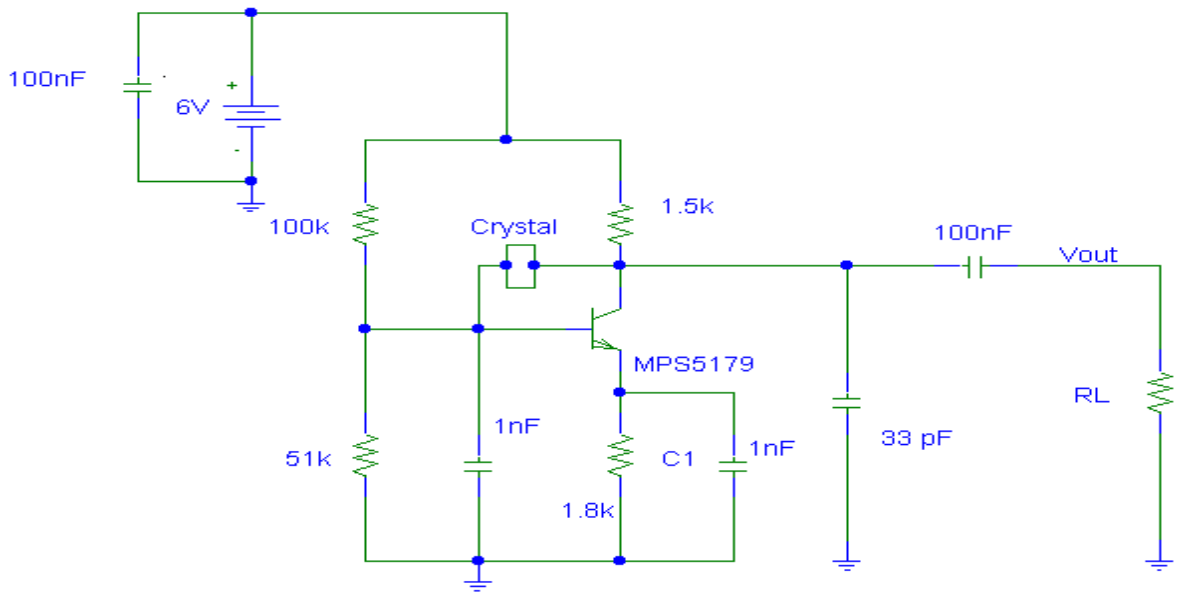 100nF
+
6V
-
100k
Crystal
1.5k
100nF
Vout
MPS5179
RL
1nF
51k
C1
1nF
33 pF
1.8k